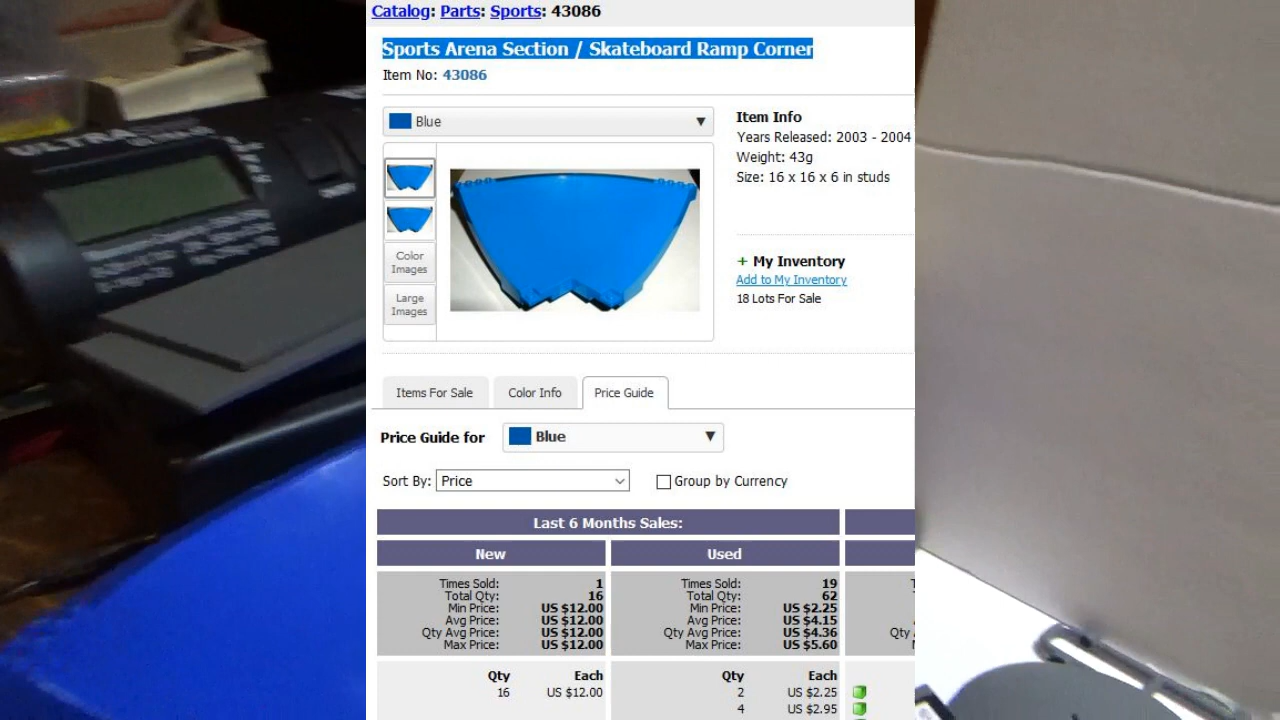 ULTRA
Catalog: Parts: Sports: 43086
Sports Arena Section / Skateboard Ramp Corner
Item No: 43086
Blue
Item Info
Years Released: 2003 - 2004
Weight: 43g
Size: 16 x 16 x 6 in studs
Color
Images
Large
Images
+ My Inventory
Add to My Inventory
18 Lots For Sale
Items For Sale Color Info Price Guide
Price Guide for Blue
Sort By: Price Group by Currency
Last 6 Months Sales:
New Used
Times Sold: 1 Times Sold: 19
Total Qty: 16 Total Qty: 62
Min Price: US $12.00 Min Price: US $2.25
Avg Price: US $12.00 Avg Price: US $4.15
Qty Avg Price: US $12.00 Qty Avg Price: US $4.36 Qty
Max Price: US $12.00 Max Price: US $5.60
Qty Each Qty Each
16 US $12.00 2 US $2.25
4 US $2.95